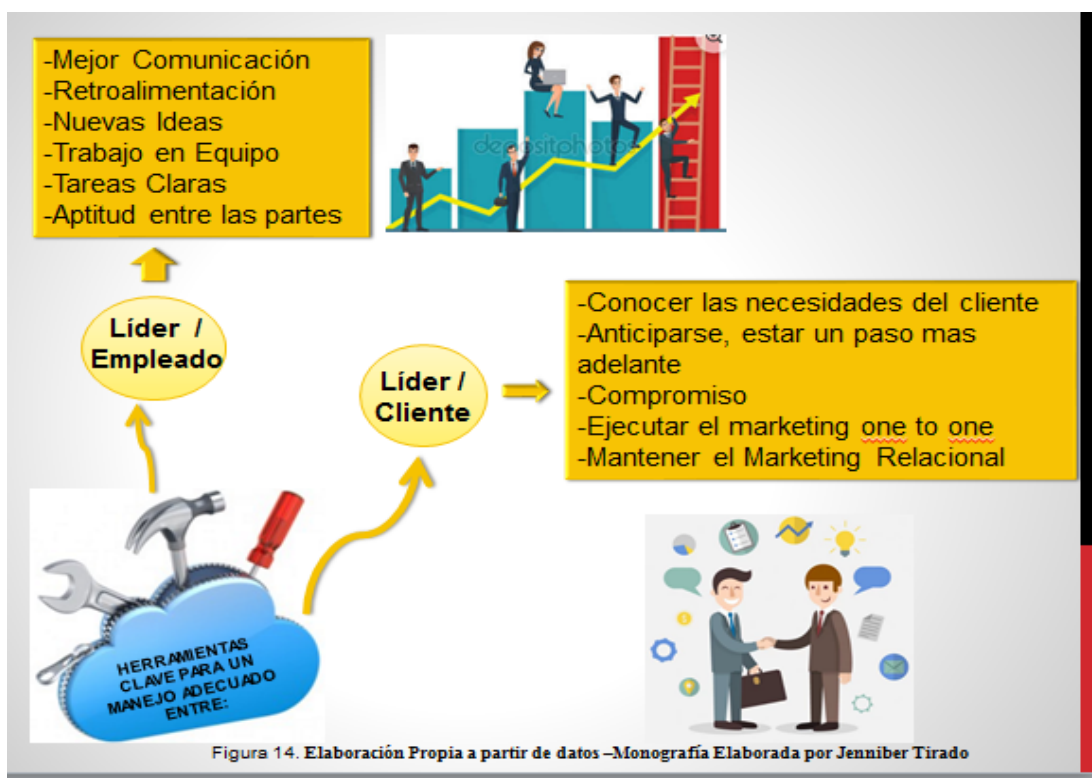 -Mejor Comunicación
-Retroalimentación
-Nuevas Ideas
-Trabajo en Equipo
-Tareas Claras
-Aptitud entre las partes
depositphotos
Líder /
Empleado
Líder /
Cliente
-Conocer las necesidades del cliente
-Anticiparse, estar un paso mas
adelante
-Compromiso
-Ejecutar el marketing one to one
-Mantener el Marketing Relacional
HERRAMIENTAS
CLAVE PARA UN
MANEJO ADECUADO
ENTRE:
Figura 14. Elaboración Propia a partir de datos –Monografía Elaborada por Jenniber Tirado